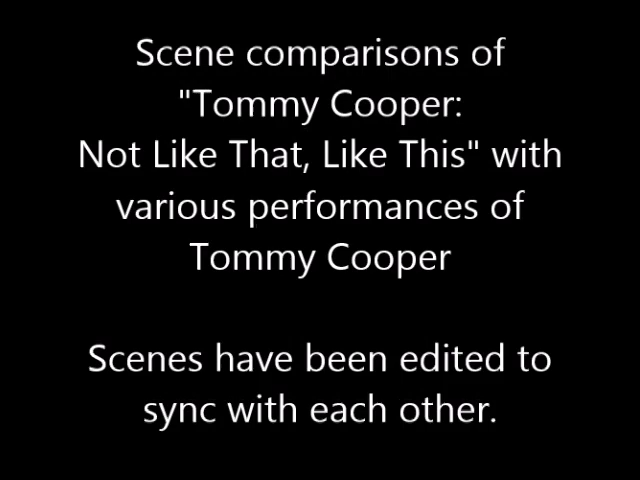 Scene comparisons of
"Tommy Cooper:
Not Like That, Like This" with
various performances of
Tommy Cooper
Scenes have been edited to
sync with each other.